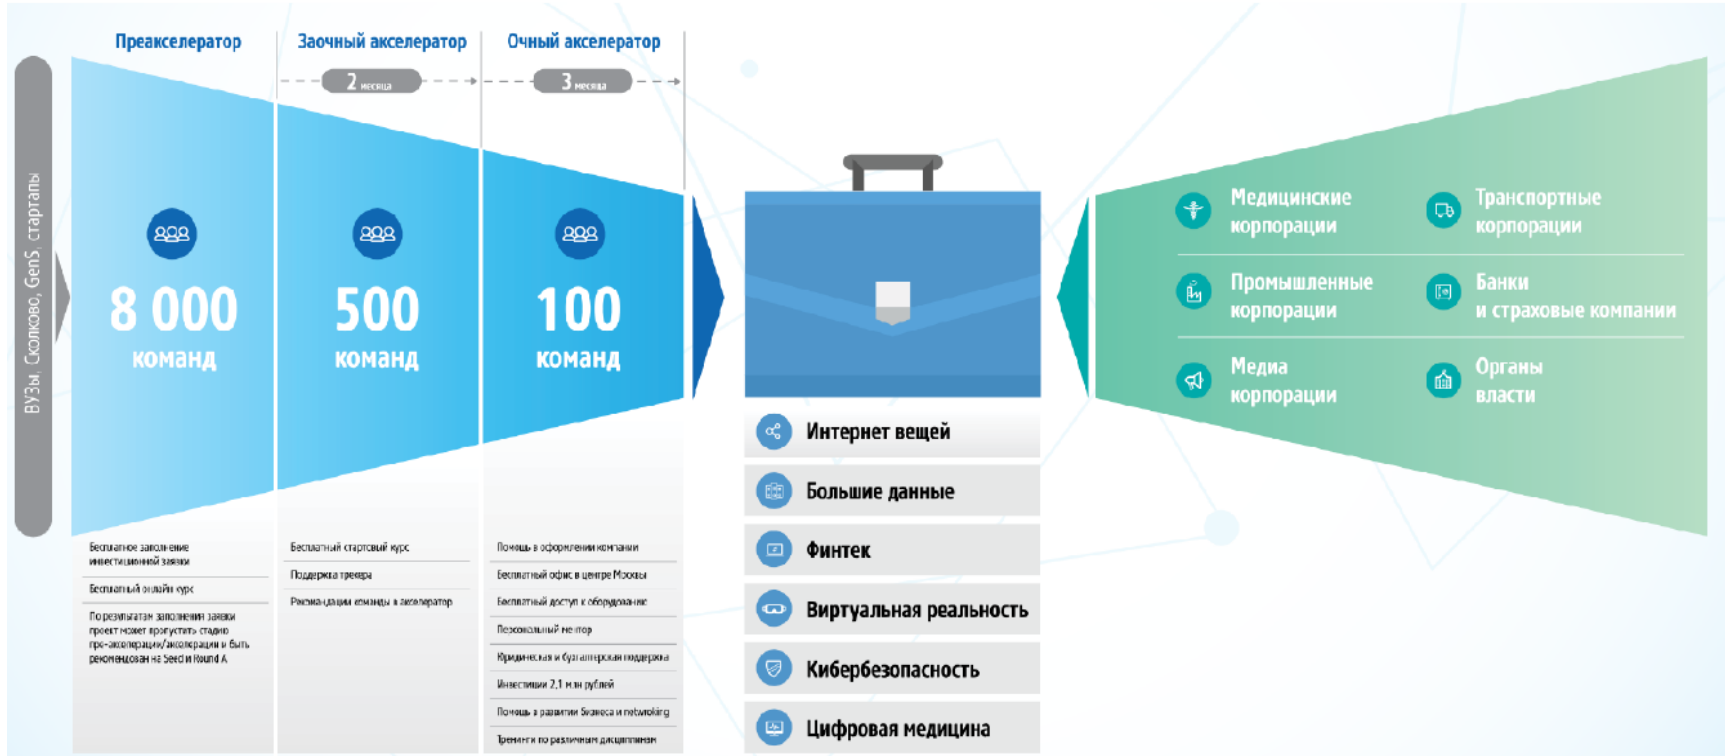 Преакселератор
Заочный акселератор
Очный акселератор
2 месяца
3 месяца
ВУЗы, Сколково, GenS, стартапы
8 000
команд
500
команд
100
команд
Бесплатное заполнение
инвестиционной заявки
Бесплатный онлайн курс
По результатам заполнения заявки
проект может пропустить стадию
пре-акселерации/акселерации и быть
рекомендован на Seed и Round A
Бесплатный стартовый курс
Поддержка трекера
Рекомендации команды в акселератор
Помощь в оформлении компании
Бесплатный офис в центре Москвы
Бесплатный доступ к оборудованию
Персональный ментор
Юридическая и бухгалтерская поддержка
Инвестиции 2,1 млн рублей
Помощь в развитии бизнеса и netwroking
Тренинги по различным дисциплинам
Интернет вещей
Большие данные
Финтек
Виртуальная реальность
Кибербезопасность
Цифровая медицина
Медицинские
корпорации
Транспортные
корпорации
Промышленные
корпорации
Банки
и страховые компании
Медиа
корпорации
Органы
власти